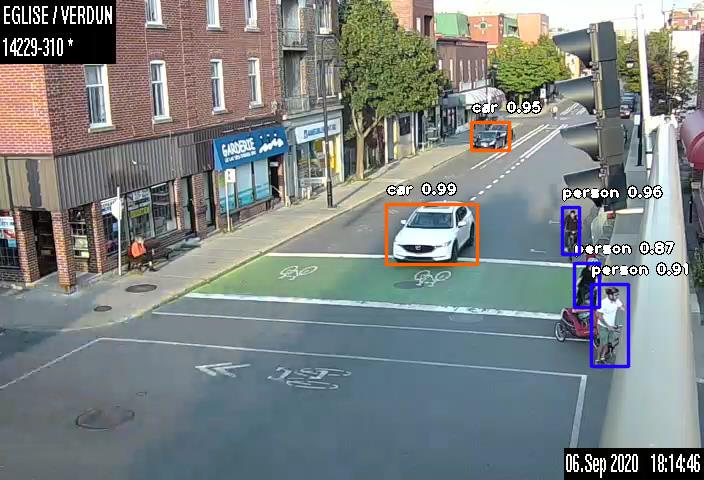 EGLISE / VERDUN
14229-310 *
car 0.95
GARDERIE
car 0.99
person 0.96
person 0.87
person 0.91
06.Sep 2020 18:14:46